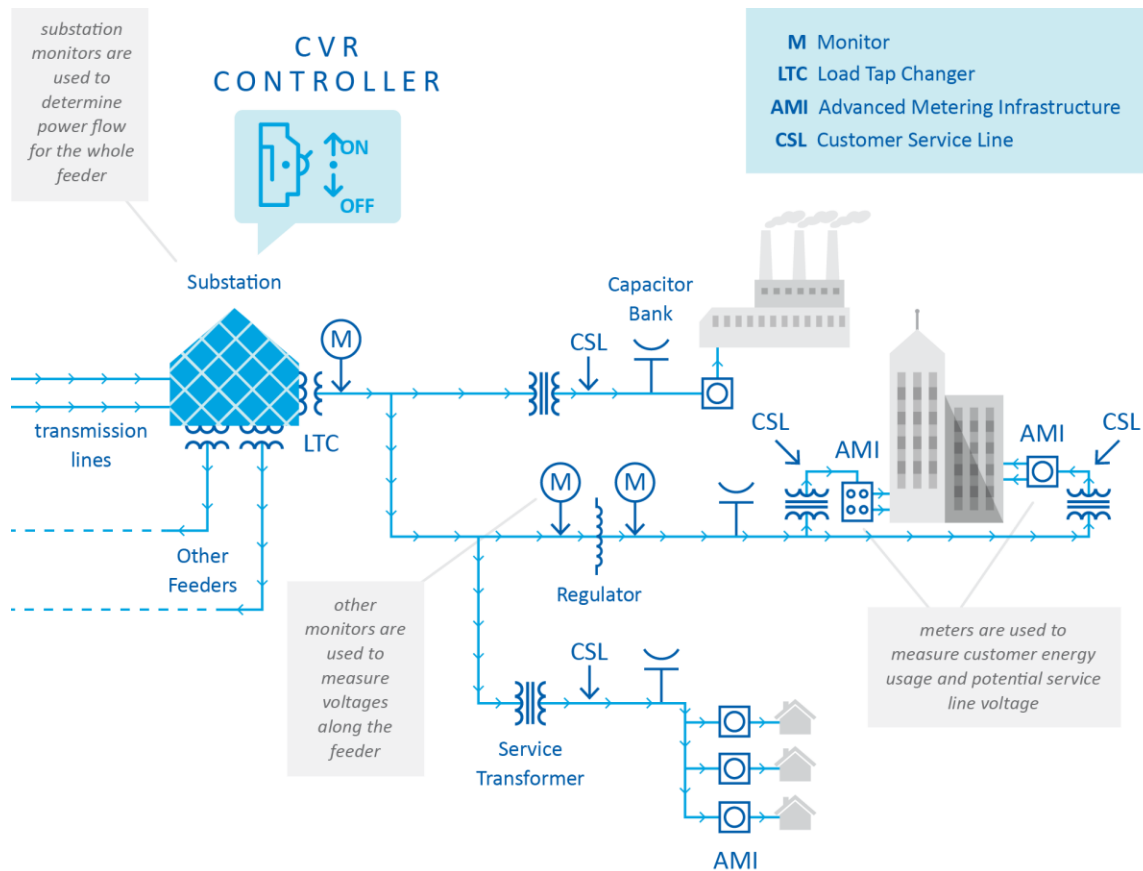 substation
monitors are
used to
determine
power flow
for the whole
feeder
CVR
CONTROLLER
ON
OFF
M Monitor
LTC Load Tap Changer
AMI Advanced Metering Infrastructure
CSL Customer Service Line
Substation
Capacitor
Bank
M
CSL
transmission
lines
LTC
CSL
AMI
AMI
CSL
M
M
Other
Feeders
Regulator
other
monitors are
used to
measure
voltages
along the
feeder
meters are used to
measure customer energy
usage and potential service
line voltage
CSL
Service
Transformer
AMI